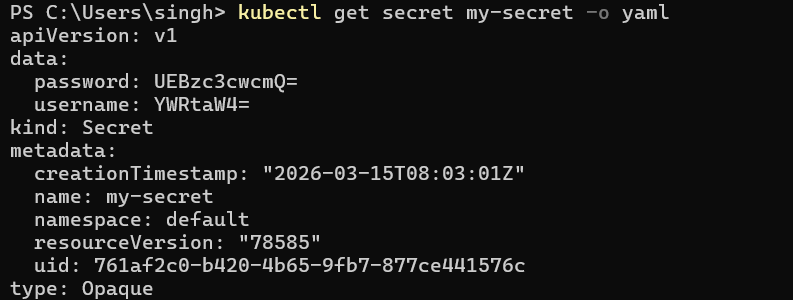 PS C:\Users\singh> kubectl get secret my-secret -o yaml
apiVersion: v1
data:
  password: UEBzc3cwcmQ=
  username: YWRtaW4=
kind: Secret
metadata:
  creationTimestamp: "2026-03-15T08:03:01Z"
  name: my-secret
  namespace: default
  resourceVersion: "78585"
  uid: 761af2c0-b420-4b65-9fb7-877ce441576c
type: Opaque